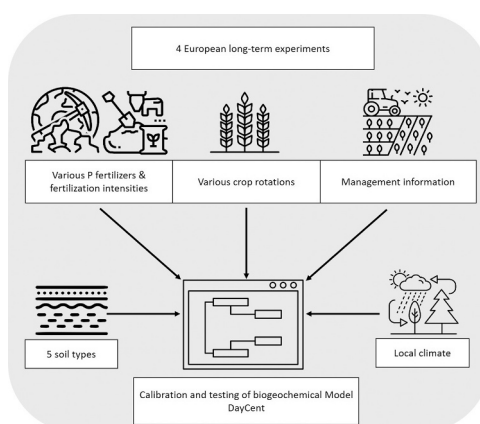 4 European long-term experiments
Various P fertilizers &
fertilization intensities
Various crop rotations
Management information
5 soil types
Local climate
Calibration and testing of biogeochemical Model
DayCent